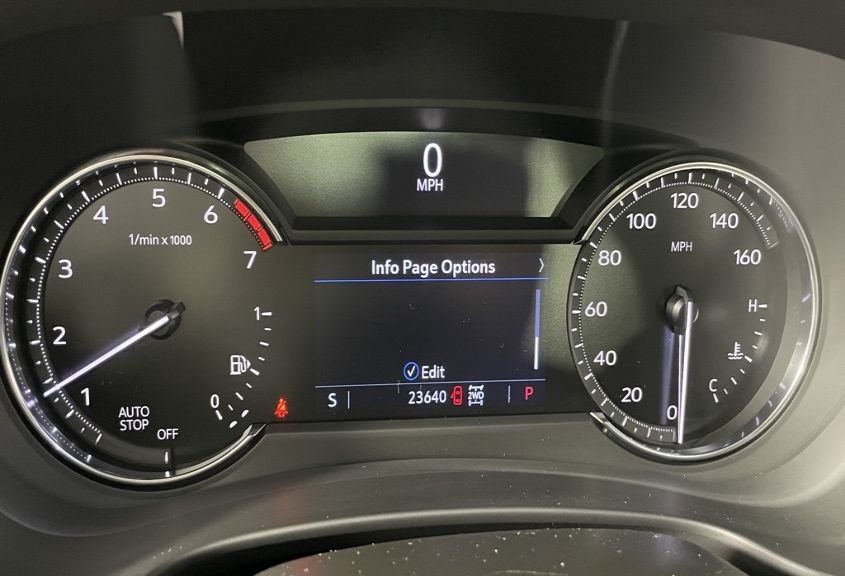 0
MPH
1/min x 1000
1
2
3
4
5
6
7
AUTO
STOP
OFF
1
0
Info Page Options
Edit
S
23640
2WD
P
MPH
0
20
40
60
80
100
120
140
160
H
C